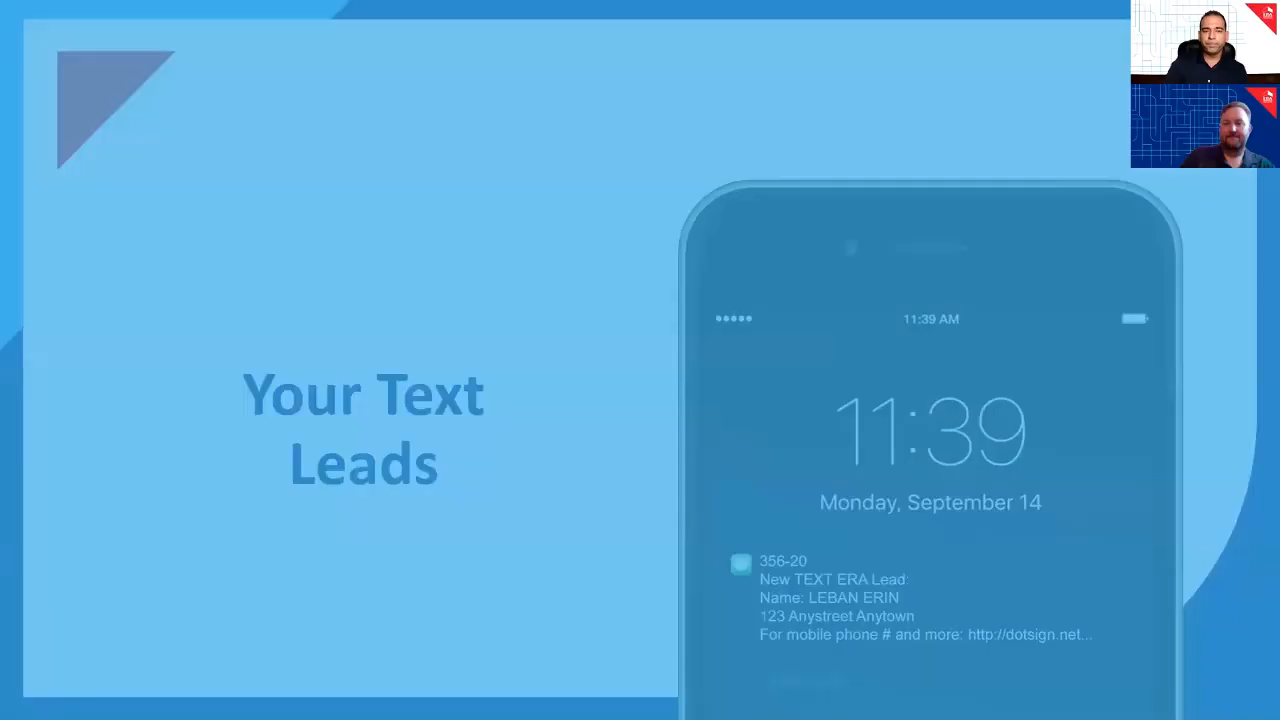 Your Text
Leads
11:39 AM
11:39
Monday, September 14
356-20
New TEXT ERA Lead:
Name: LEBAN ERIN
123 Anystreet Anytown
For mobile phone # and more: http://dotsign.net...